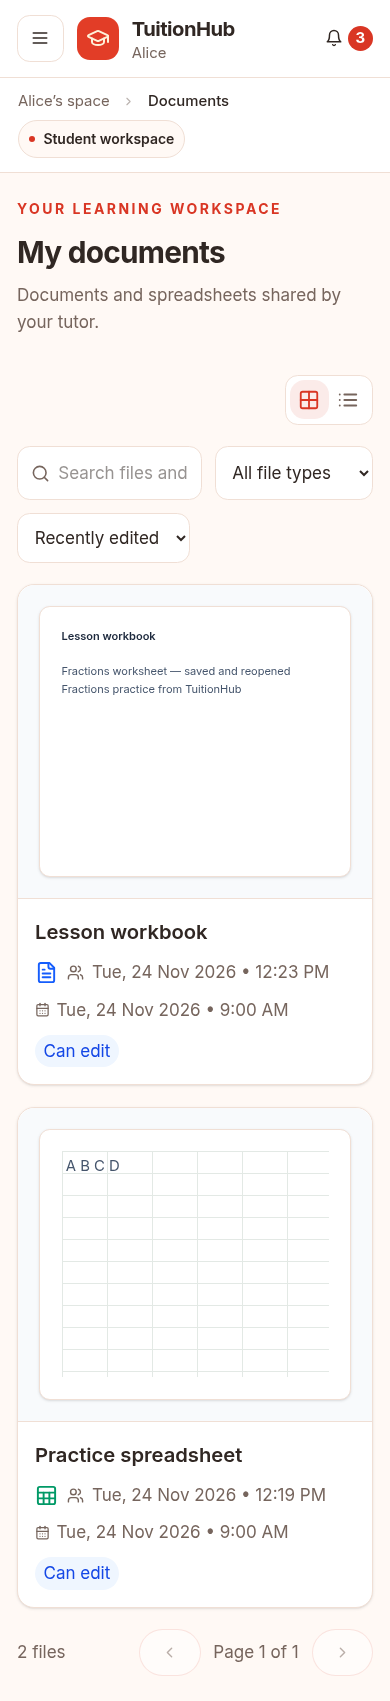 TuitionHub
Alice
3
Alice’s space > Documents
Student workspace
YOUR LEARNING WORKSPACE
My documents
Documents and spreadsheets shared by
your tutor.
Search files and
All file types
Recently edited
Lesson workbook
Fractions worksheet — saved and reopened
Fractions practice from TuitionHub
Lesson workbook
Tue, 24 Nov 2026 • 12:23 PM
Tue, 24 Nov 2026 • 9:00 AM
Can edit
A B C D
Practice spreadsheet
Tue, 24 Nov 2026 • 12:19 PM
Tue, 24 Nov 2026 • 9:00 AM
Can edit
2 files
Page 1 of 1